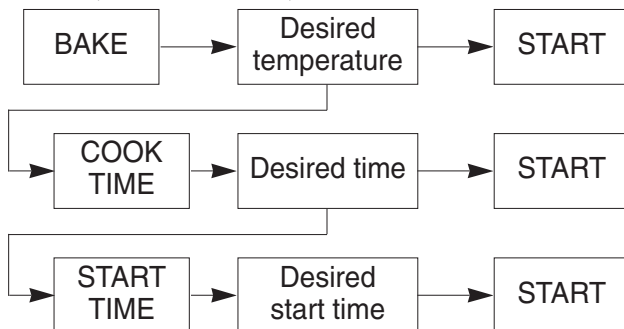 BAKE
Desired
temperature
START
COOK
TIME
Desired time
START
START
TIME
Desired
start time
START